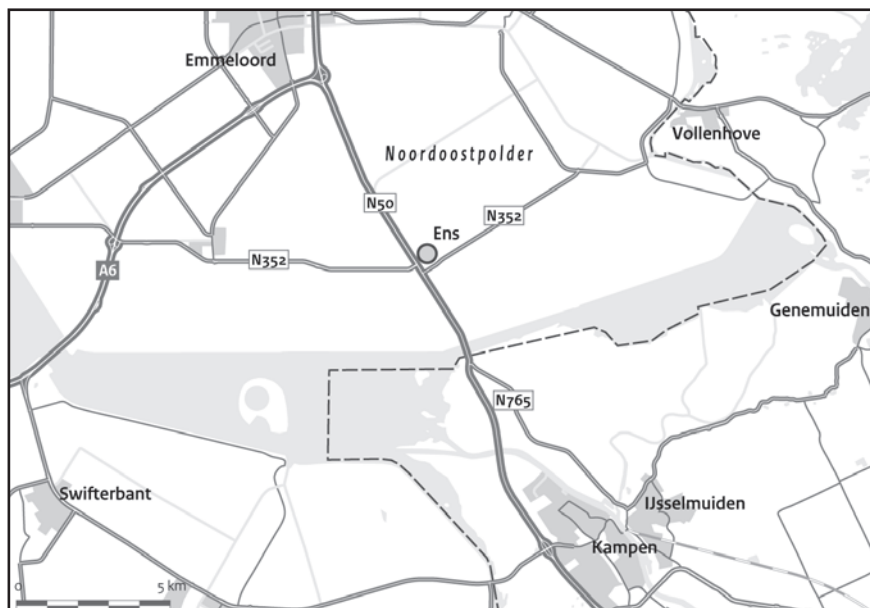 Emmeloord
Vollenhove
Noordoostpolder
N50
N352
Ens
N352
A6
Genemuiden
N765
Swifterbant
IJsselmuiden
Kampen
0 5 km